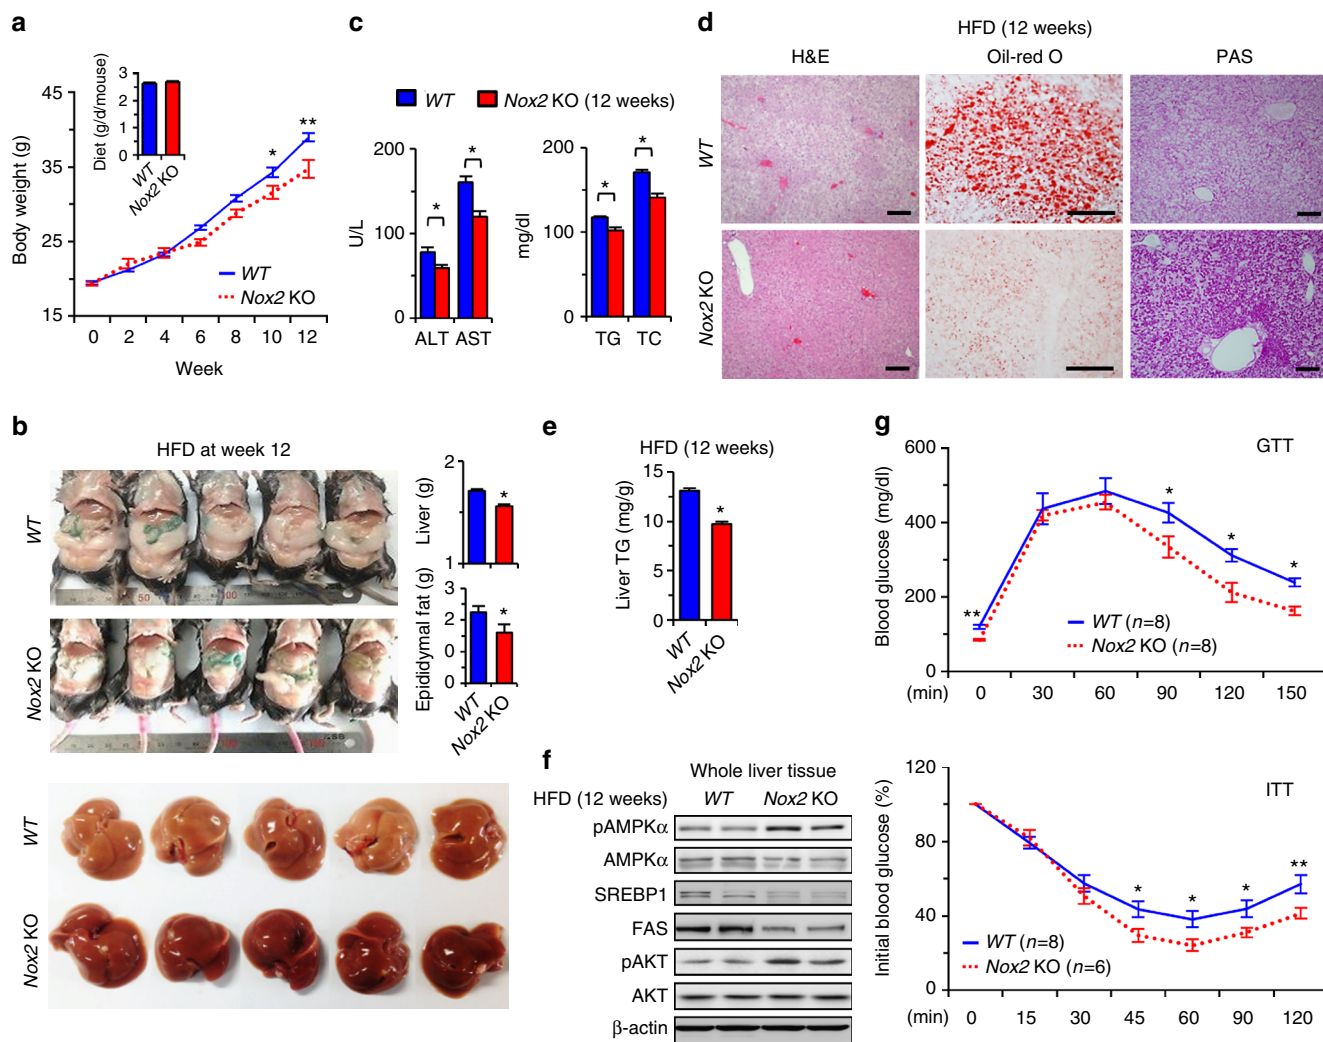 a
Diet (g/d/mouse)
3
2
1
0
WT
Nox2 KO
Body weight (g)
45
35
25
15
* **
WT
Nox2 KO
0 2 4 6 8 10 12
Week
c
WT Nox2 KO (12 weeks)
U/L
200
100
0
* *
ALT AST
mg/dl
200
100
0
* *
TG TC
d
HFD (12 weeks)
H&E Oil-red O PAS
WT
Nox2 KO
b
HFD at week 12
WT
Nox2 KO
50 100
Liver (g)
2
1
*
Epididymal fat (g)
3
2
0
1
0
*
WT
Nox2 KO
WT
Nox2 KO
e
HFD (12 weeks)
Liver TG (mg/g)
15
10
5
0
*
WT
Nox2 KO
f
Whole liver tissue
HFD (12 weeks) WT Nox2 KO
pAMPKα
AMPKα
SREBP1
FAS
pAKT
AKT
β-actin
g
GTT
Blood glucose (mg/dl)
600
400
200
0
** * * *
WT (n=8)
Nox2 KO (n=8)
(min) 0 30 60 90 120 150
ITT
Initial blood glucose (%)
120
80
40
0
* * * **
WT (n=8)
Nox2 KO (n=6)
(min) 0 15 30 45 60 90 120